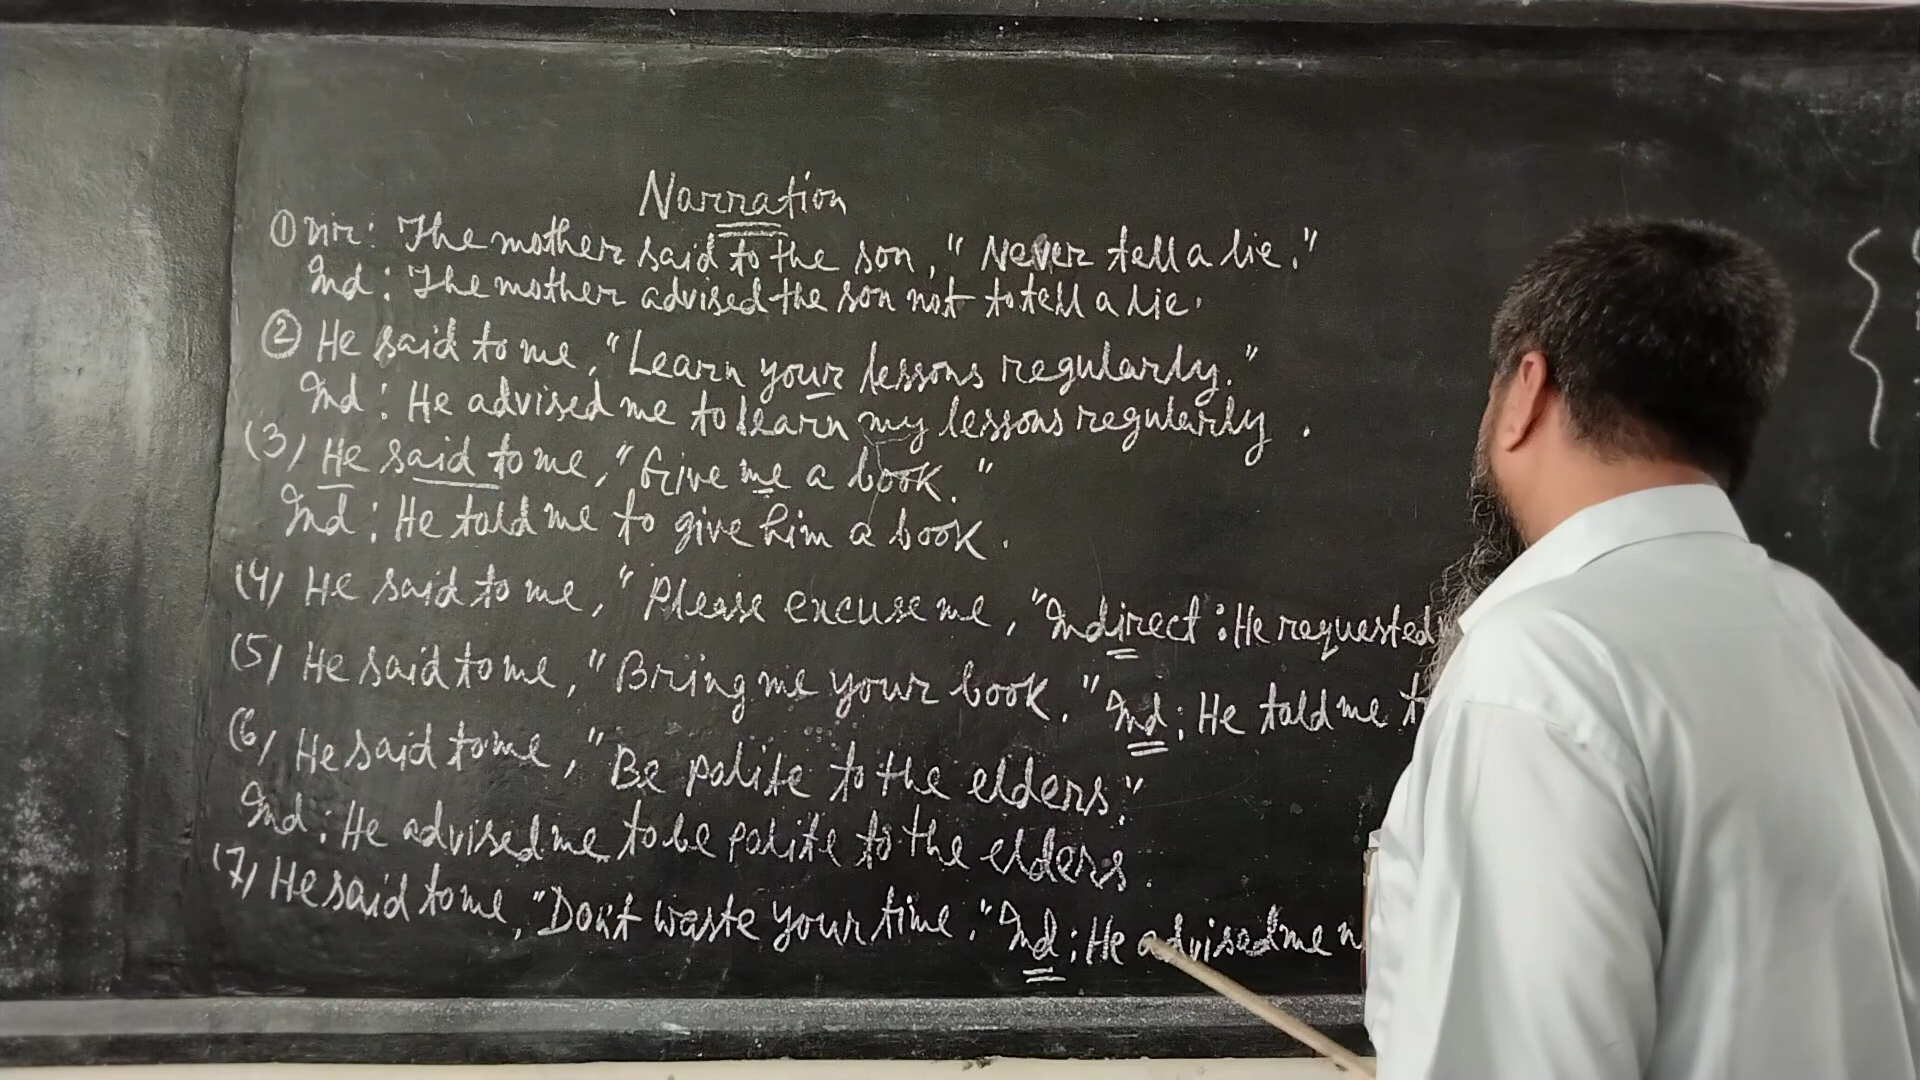 Narration
① Dir: The mother said to the son, "Never tell a lie."
Ind: The mother advised the son not to tell a lie.
② He said to me, "Learn your lessons regularly."
Ind: He advised me to learn my lessons regularly.
(3) He said to me, "Give me a book."
Ind: He told me to give him a book.
(4) He said to me, "Please excuse me," Indirect: He requested
(5) He said to me, "Bring me your book." Ind: He told me
(6) He said to me, "Be polite to the elders."
Ind: He advised me to be polite to the elders.
(7) He said to me, "Don't waste your time." Ind: He advised me